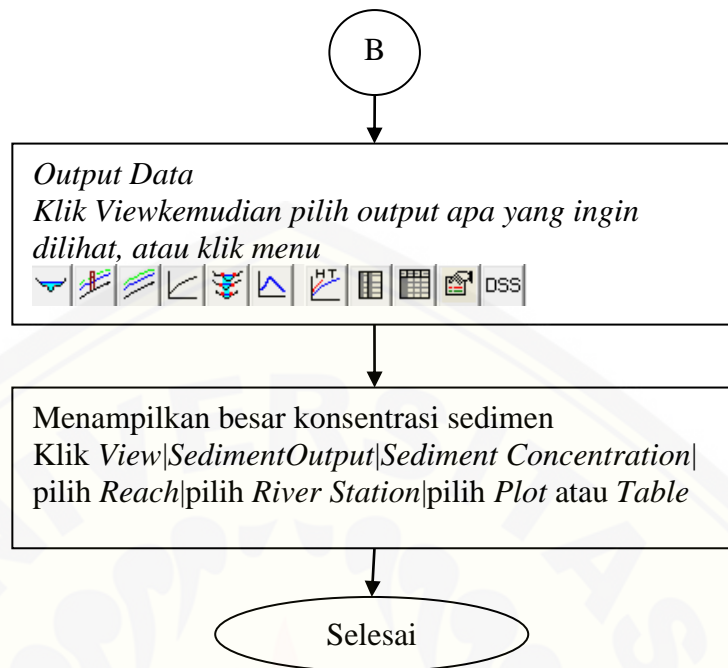 B
Output Data
Klik Viewkemudian pilih output apa yang ingin
dilihat, atau klik menu
H T
DSS
Menampilkan besar konsentrasi sedimen
Klik View|SedimentOutput|Sediment Concentration|
pilih Reach|pilih River Station|pilih Plot atau Table
Selesai